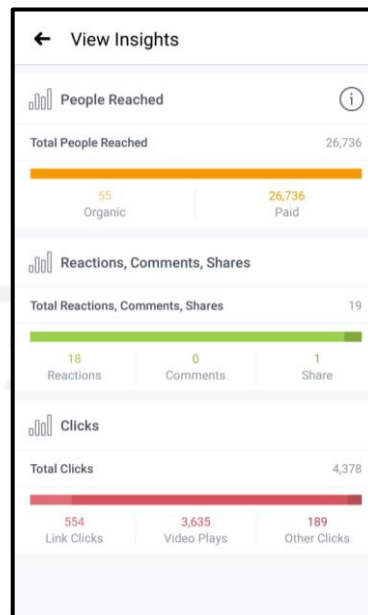 View Insights
People Reached
Total People Reached 26,736
55 26,736
Organic Paid
Reactions, Comments, Shares
Total Reactions, Comments, Shares 19
18 0 1
Reactions Comments Share
Clicks
Total Clicks 4,378
554 3,635 189
Link Clicks Video Plays Other Clicks